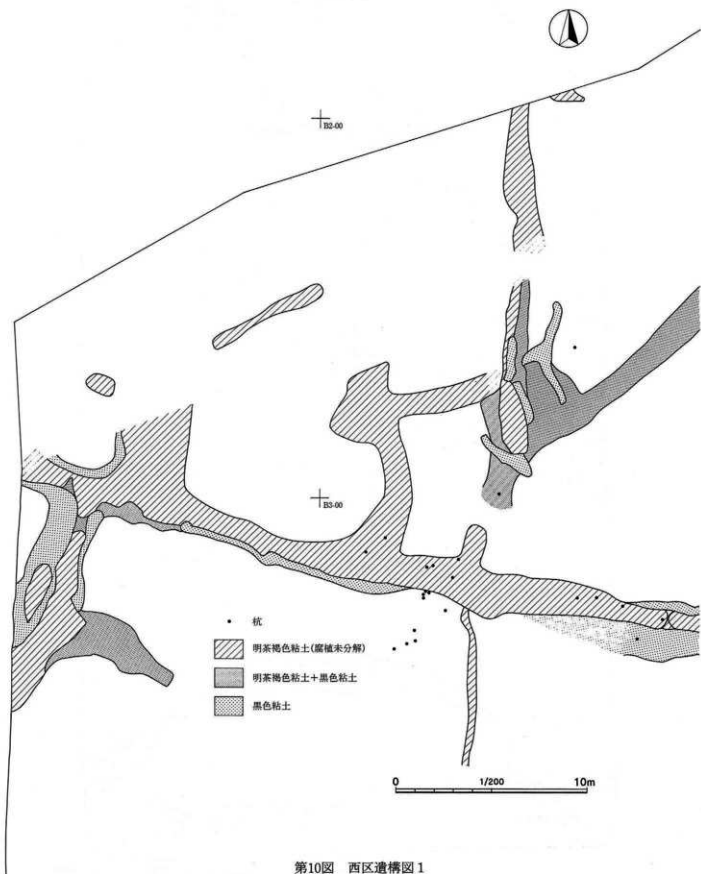 B2-00
B3-00
杭
明茶褐色粘土(腐植未分解)
明茶褐色粘土+黒色粘土
黒色粘土
0 1/200 10m
第10図 西区遺構図1